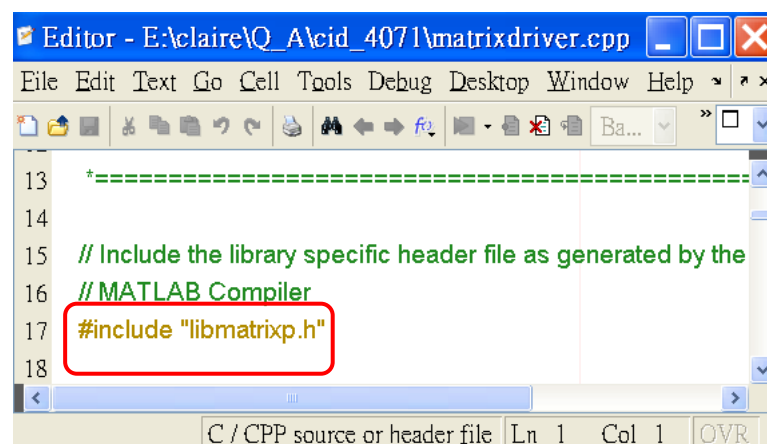 Editor - E:\claire\Q_A\cid_4071\matrixdriver.cpp
File Edit Text Go Cell Tools Debug Desktop Window Help
Ba...
13 *=============================================
14
15 // Include the library specific header file as generated by the
16 // MATLAB Compiler
17 #include "libmatrixp.h"
18
C / CPP source or header file Ln 1 Col 1 OVR